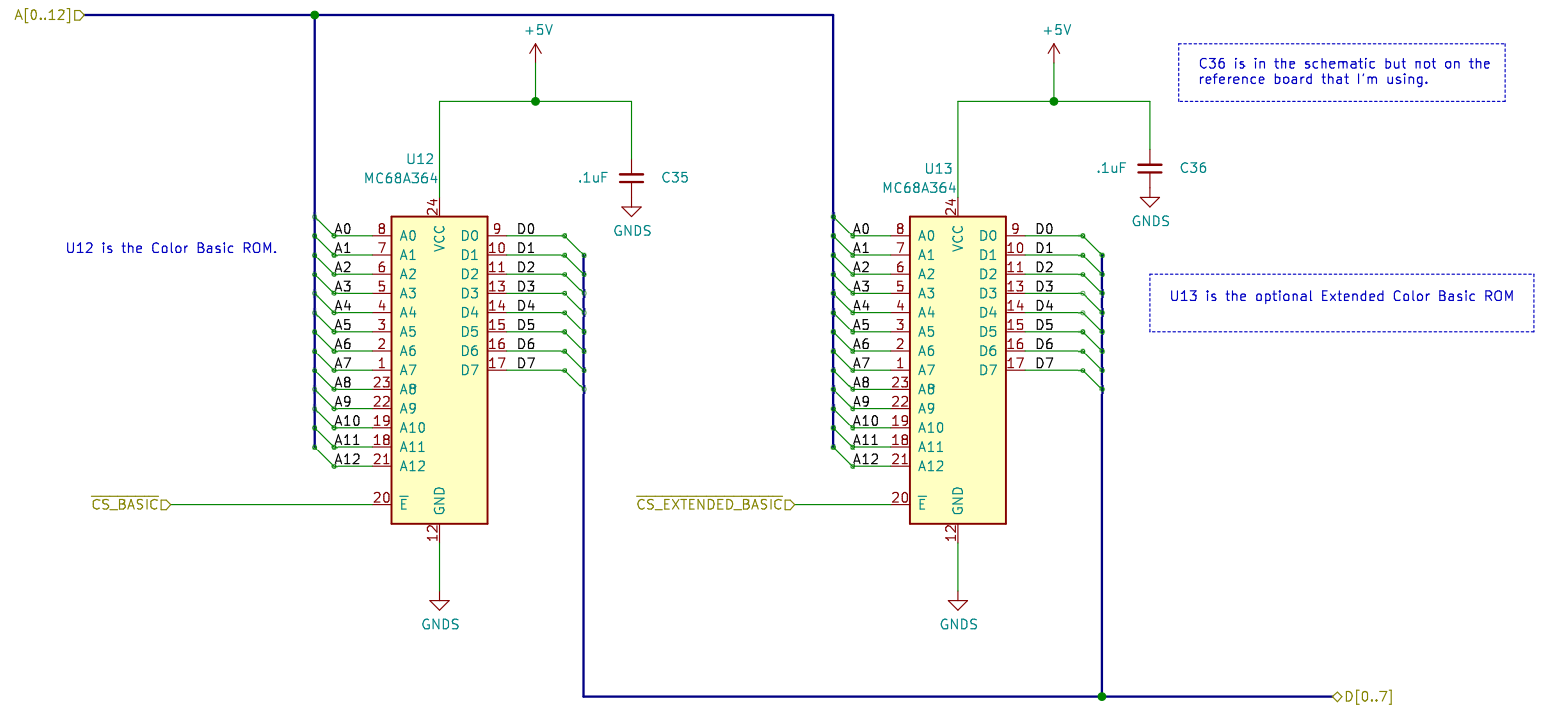 A[0..12]
+5V
+5V
C36 is in the schematic but not on the
reference board that I'm using.
U12
MC68A364
.1uF C35
GNDS
U13
MC68A364
.1uF C36
GNDS
U12 is the Color Basic ROM.
U13 is the optional Extended Color Basic ROM
24
VCC
A0 8 A0 D0 9 D0
A1 7 A1 D1 10 D1
A2 6 A2 D2 11 D2
A3 5 A3 D3 13 D3
A4 4 A4 D4 14 D4
A5 3 A5 D5 15 D5
A6 2 A6 D6 16 D6
A7 1 A7 D7 17 D7
A8 23 A8
A9 22 A9
A10 19 A10
A11 18 A11
A12 21 A12
CS_BASIC 20 E
GND
12
GNDS
24
VCC
A0 8 A0 D0 9 D0
A1 7 A1 D1 10 D1
A2 6 A2 D2 11 D2
A3 5 A3 D3 13 D3
A4 4 A4 D4 14 D4
A5 3 A5 D5 15 D5
A6 2 A6 D6 16 D6
A7 1 A7 D7 17 D7
A8 23 A8
A9 22 A9
A10 19 A10
A11 18 A11
A12 21 A12
CS_EXTENDED_BASIC 20 E
GND
12
GNDS
D[0..7]